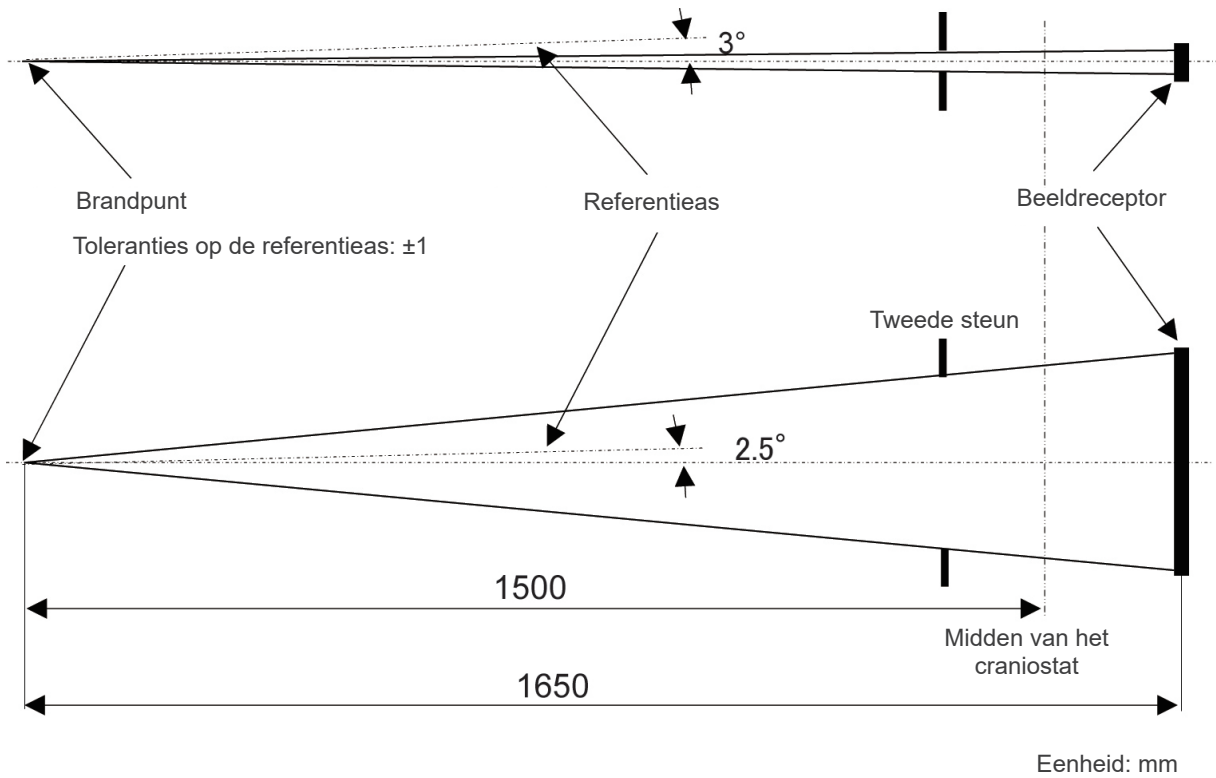 3°
Brandpunt
Referentieas
Beeldreceptor
Toleranties op de referentieas: ±1
Tweede steun
2.5°
1500
Midden van het
craniostat
1650
Eenheid: mm